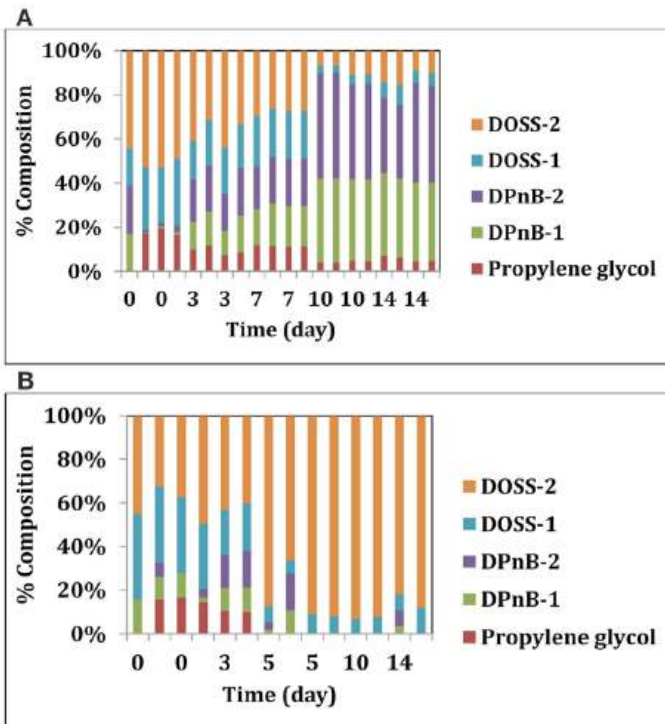 A
100%
80%
60%
40%
20%
0%
% Composition
0 0 3 3 7 7 10 10 14 14
Time (day)
DOSS-2
DOSS-1
DPnB-2
DPnB-1
Propylene glycol
B
100%
80%
60%
40%
20%
0%
% Composition
0 0 3 5 5 10 14
Time (day)
DOSS-2
DOSS-1
DPnB-2
DPnB-1
Propylene glycol